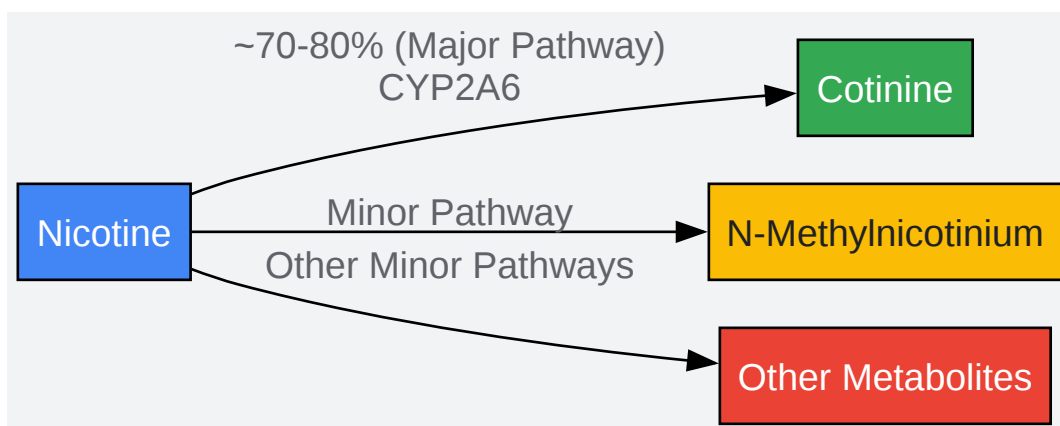 ~70-80% (Major Pathway)
CYP2A6
Cotinine
Nicotine
Minor Pathway
N-Methylnicotinium
Other Minor Pathways
Other Metabolites